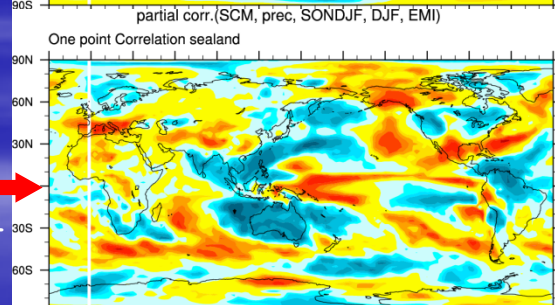 90S
partial corr.(SCM, prec, SONDJF, DJF, EMI)
One point Correlation sealand
90N
60N
30N
30S
60S